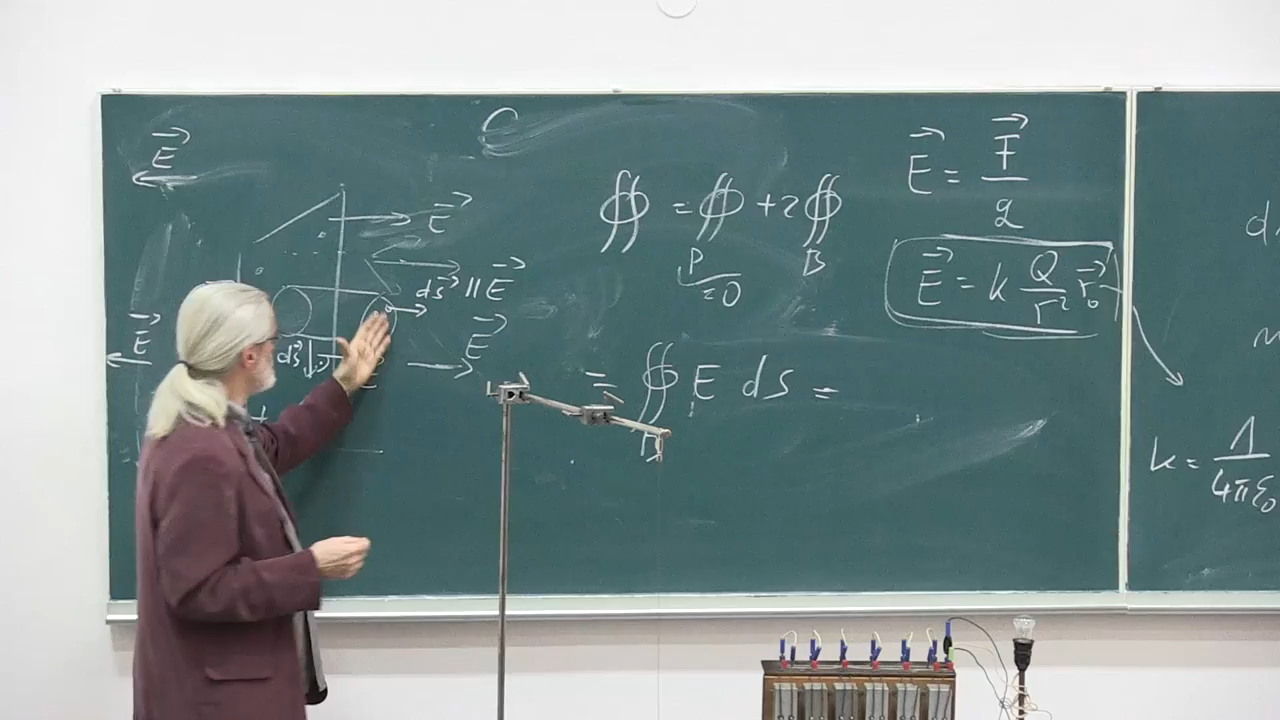 C
E⃗
E⃗
dS⃗ || E⃗
E⃗
E⃗
dS⃗
∯ = ∯ + 2 ∯
P B
= 0
= ∯ E dS =
E⃗ = F⃗ / q
E⃗ = k Q / r² r⃗₀
k = 1 / 4πε₀